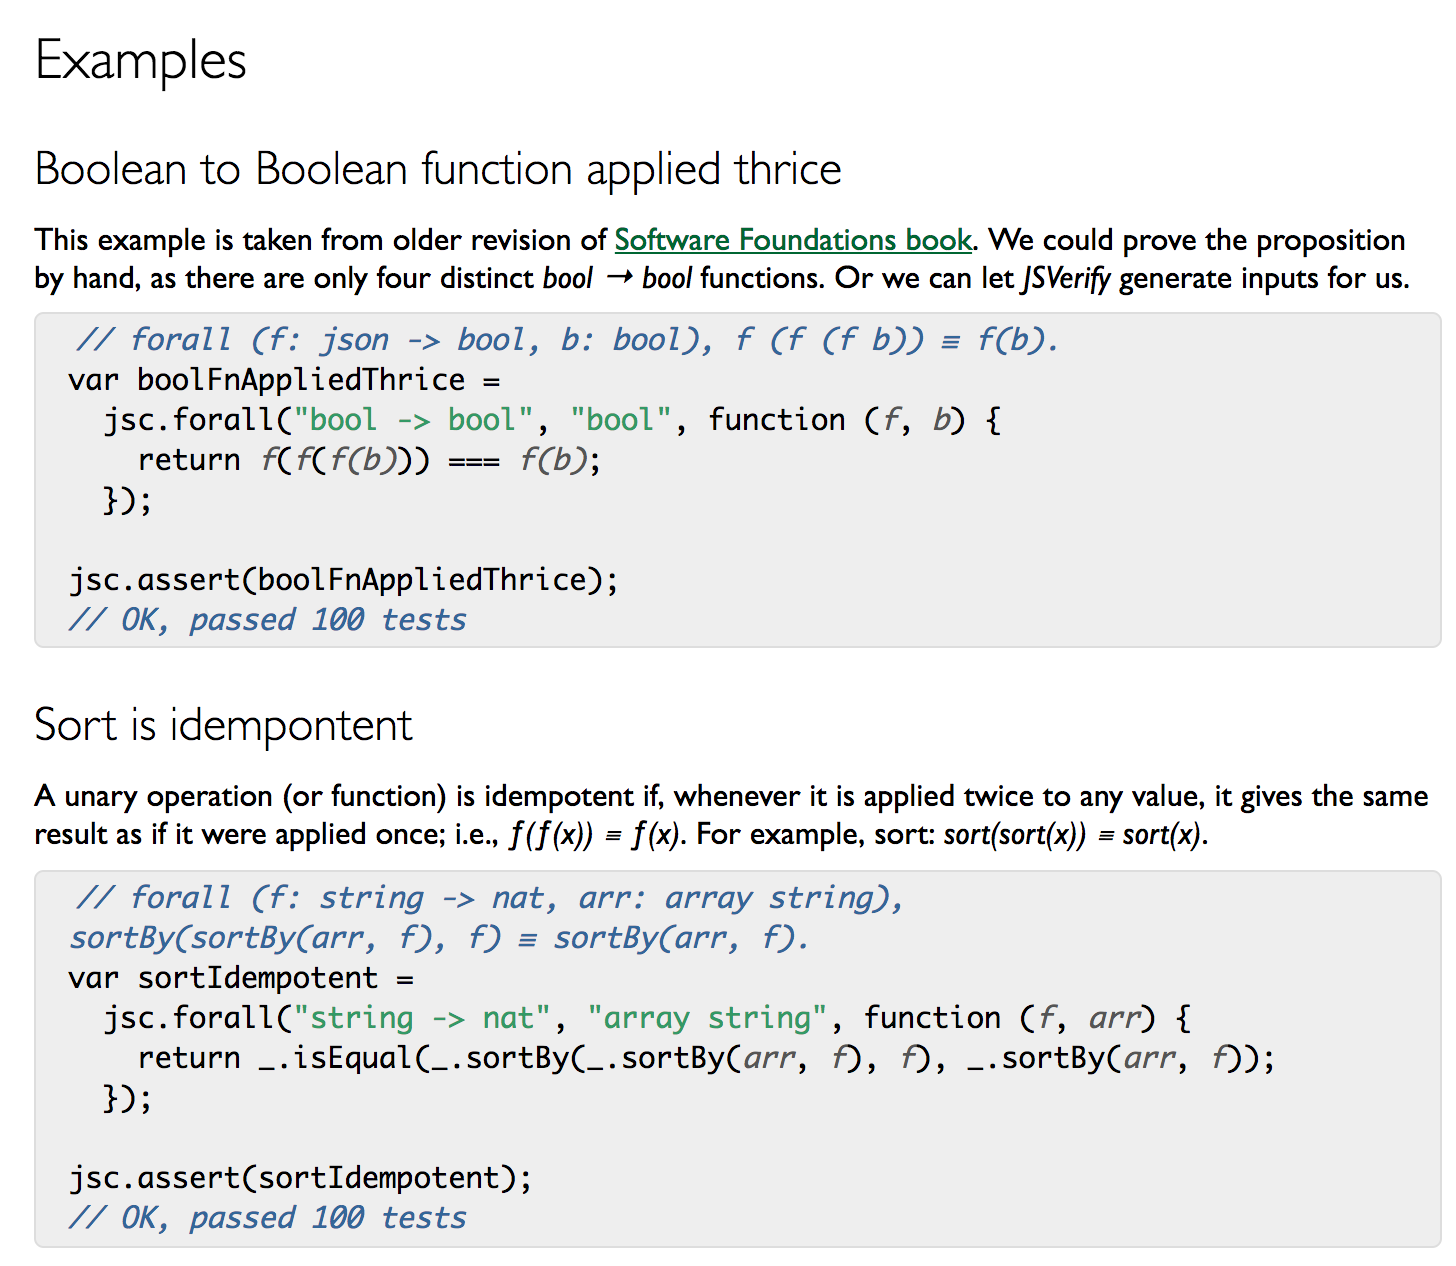 Examples
Boolean to Boolean function applied thrice
This example is taken from older revision of Software Foundations book. We could prove the proposition
by hand, as there are only four distinct bool → bool functions. Or we can let JSVerify generate inputs for us.
// forall (f: json -> bool, b: bool), f (f (f b)) ≡ f(b).
var boolFnAppliedThrice =
  jsc.forall("bool -> bool", "bool", function (f, b) {
    return f(f(f(b))) === f(b);
  });
jsc.assert(boolFnAppliedThrice);
// OK, passed 100 tests
Sort is idempontent
A unary operation (or function) is idempotent if, whenever it is applied twice to any value, it gives the same
result as if it were applied once; i.e., f(f(x)) ≡ f(x). For example, sort: sort(sort(x)) ≡ sort(x).
// forall (f: string -> nat, arr: array string),
sortBy(sortBy(arr, f), f) ≡ sortBy(arr, f).
var sortIdempotent =
  jsc.forall("string -> nat", "array string", function (f, arr) {
    return _.isEqual(_.sortBy(_.sortBy(arr, f), f), _.sortBy(arr, f));
  });
jsc.assert(sortIdempotent);
// OK, passed 100 tests